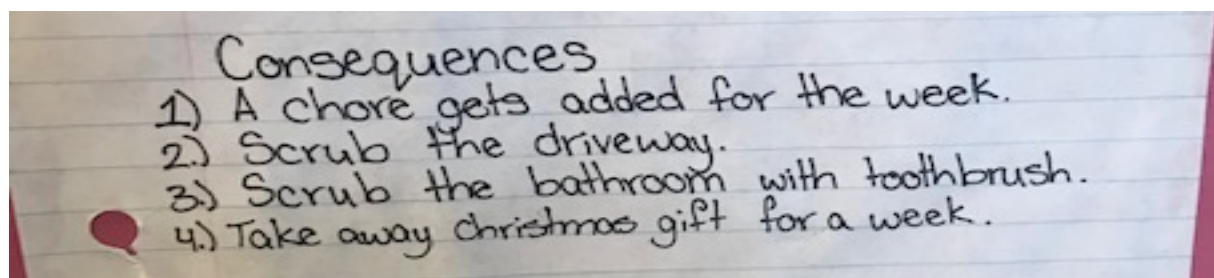 Consequences
1) A chore gets added for the week.
2.) Scrub the driveway.
3.) Scrub the bathroom with toothbrush.
4.) Take away christmas gift for a week.